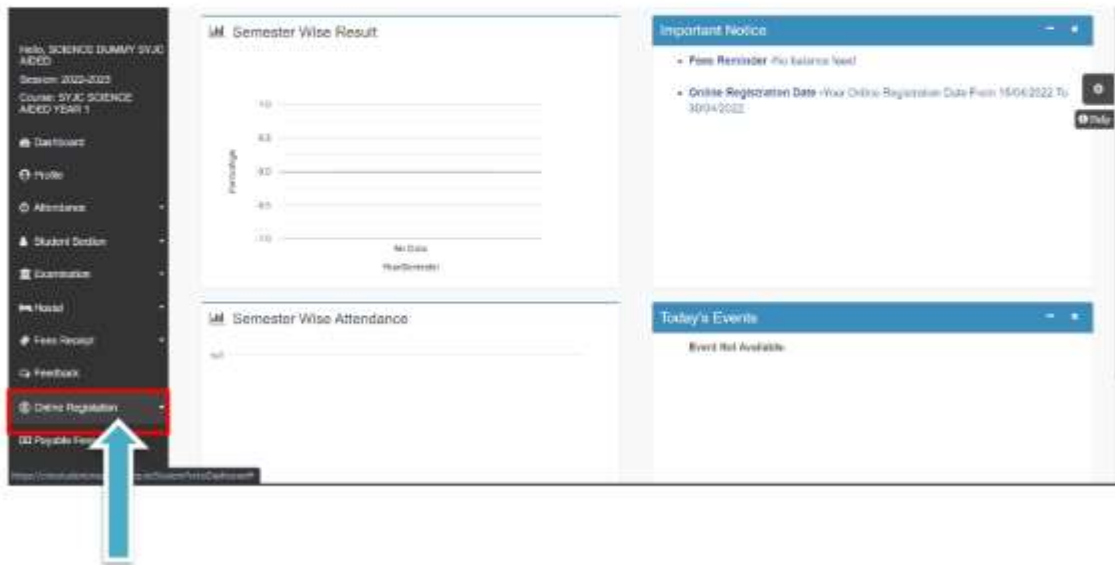 Hello, SCIENCE DUMMY SYJC
AIDED
Session: 2022-2023
Course: SYJC SCIENCE
AIDED YEAR 1
Dashboard
Profile
Attendance
Student Section
Examination
Hostel
Fees Receipt
Feedback
Online Registration
Payable Fees
Semester Wise Result
1.0
0.5
0.0
-0.5
-1.0
Percentage
No Data
Year/Semester
Semester Wise Attendance
Important Notice
Fees Reminder -No balance fees!
Online Registration Date -Your Online Registration Date From 15/04/2022 To
30/04/2022
Help
Today's Events
Event Not Available.